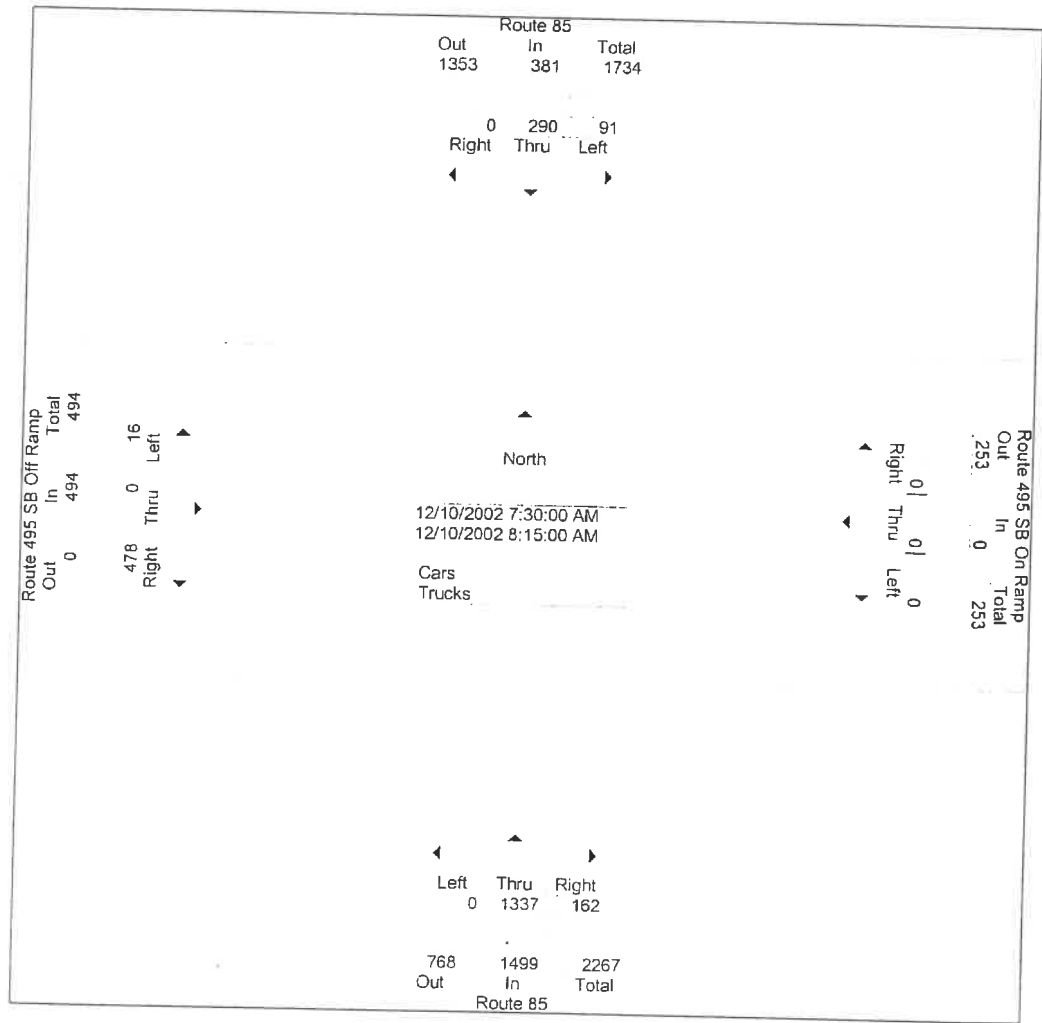 Route 85
Out In Total
1353 381 1734
0 290 91
Right Thru Left
Route 495 SB Off Ramp
Out In Total
0 494 494
478 0 16
Right Thru Left
North
12/10/2002 7:30:00 AM
12/10/2002 8:15:00 AM
Cars
Trucks
Route 495 SB On Ramp
Out In Total
253 0 253
0 0 0
Right Thru Left
Left Thru Right
0 1337 162
768 1499 2267
Out In Total
Route 85